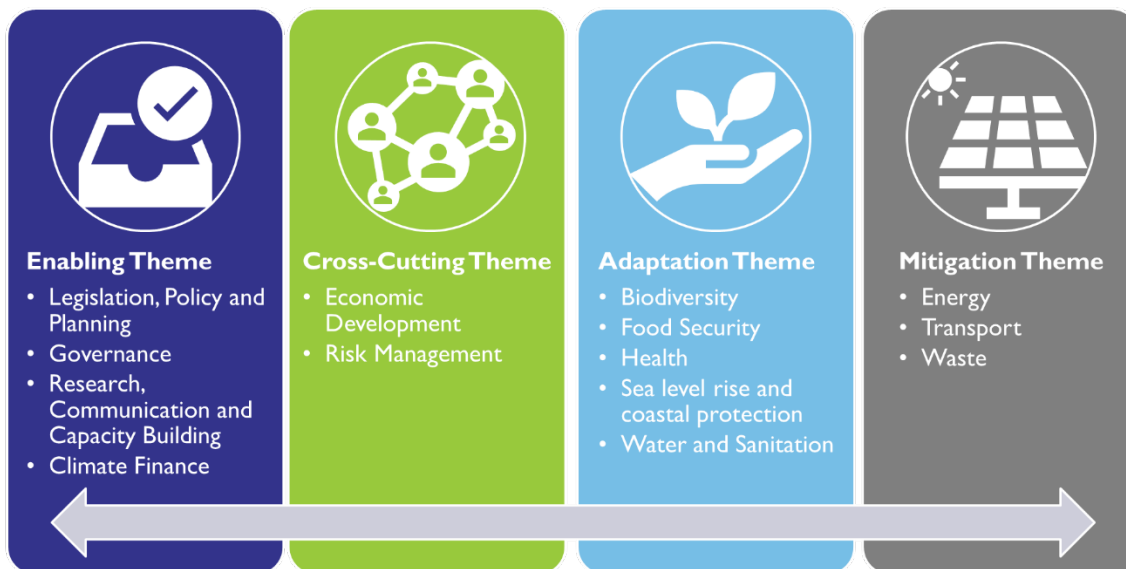 Enabling Theme
• Legislation, Policy and
Planning
• Governance
• Research,
Communication and
Capacity Building
• Climate Finance
Cross-Cutting Theme
• Economic
Development
• Risk Management
Adaptation Theme
• Biodiversity
• Food Security
• Health
• Sea level rise and
coastal protection
• Water and Sanitation
Mitigation Theme
• Energy
• Transport
• Waste